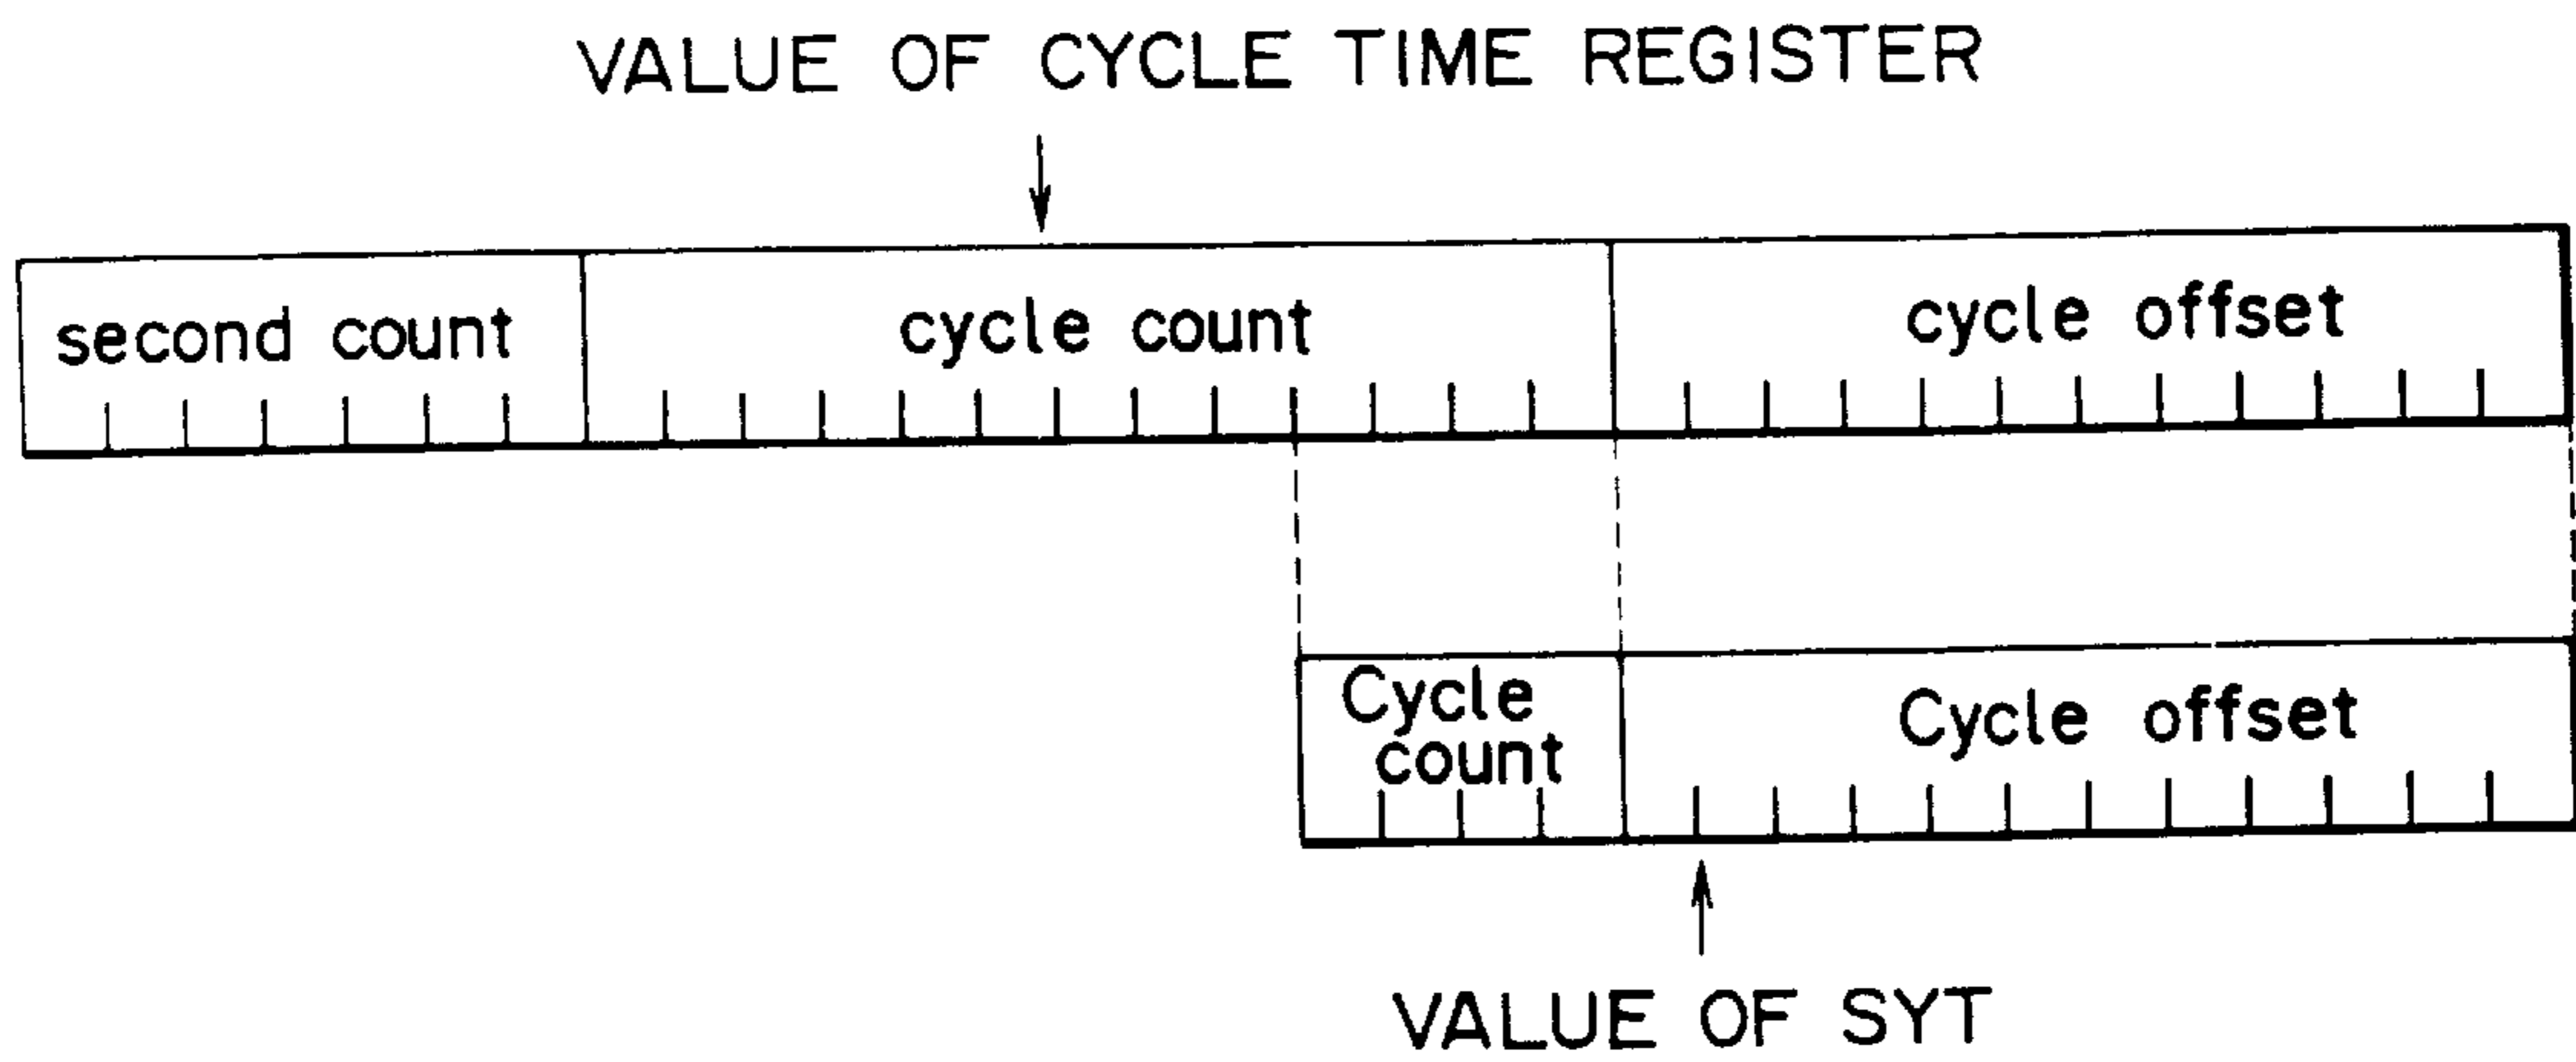 VALUE OF CYCLE TIME REGISTER
second count
cycle count
cycle offset
Cycle
count
Cycle offset
VALUE OF SYT